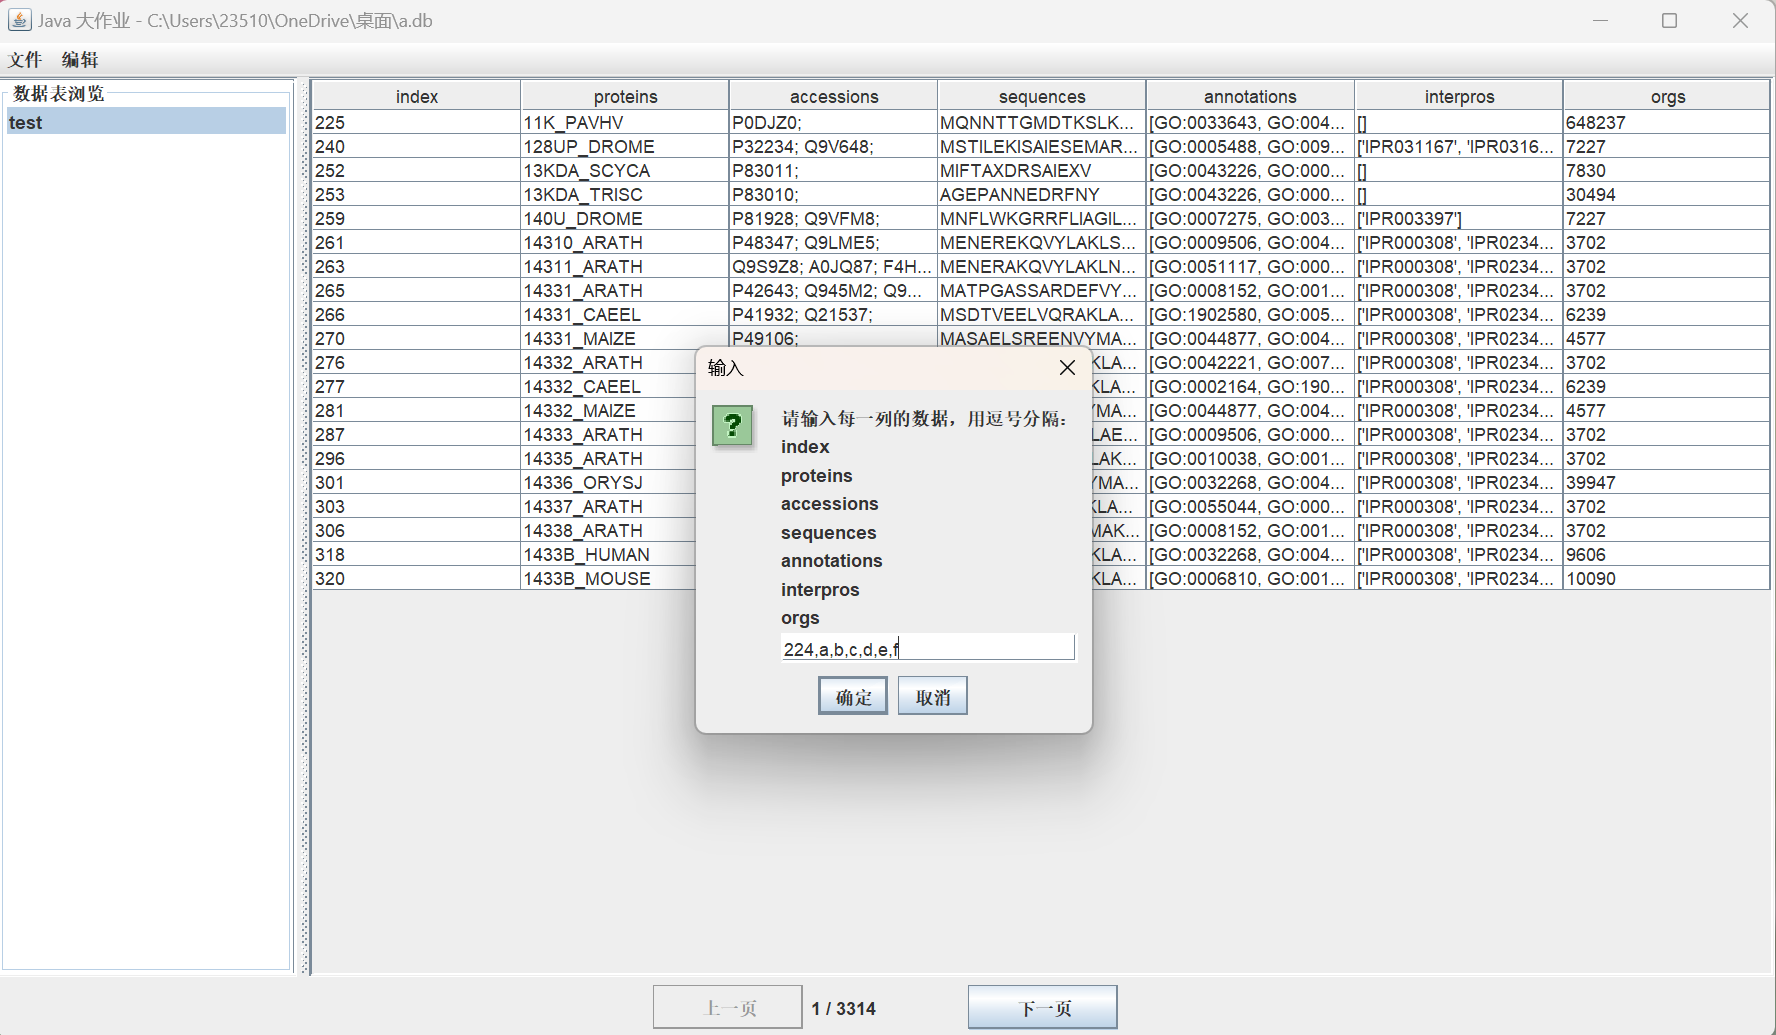 Java 大作业 - C:\Users\23510\OneDrive\桌面\a.db
文件 编辑
数据表浏览
test
index proteins accessions sequences annotations interpros orgs
225 11K_PAVHV P0DJZ0; MQNNTTGMDTKSLK... [GO:0033643, GO:004... [] 648237
240 128UP_DROME P32234; Q9V648; MSTILEKISAIESEMAR... [GO:0005488, GO:009... ['IPR031167', 'IPR0316... 7227
252 13KDA_SCYCA P83011; MIFTAXDRSAIEXV [GO:0043226, GO:000... [] 7830
253 13KDA_TRISC P83010; AGEPANNEDRFNY [GO:0043226, GO:000... [] 30494
259 140U_DROME P81928; Q9VFM8; MNFLWKGRRFLIAGIL... [GO:0007275, GO:003... ['IPR003397'] 7227
261 14310_ARATH P48347; Q9LME5; MENEREKQVYLAKLS... [GO:0009506, GO:004... ['IPR000308', 'IPR0234... 3702
263 14311_ARATH Q9S9Z8; A0JQ87; F4H... MENERAKQVYLAKLN... [GO:0051117, GO:000... ['IPR000308', 'IPR0234... 3702
265 14331_ARATH P42643; Q945M2; Q9... MATPGASSARDEFVY... [GO:0008152, GO:001... ['IPR000308', 'IPR0234... 3702
266 14331_CAEEL P41932; Q21537; MSDTVEELVQRAKLA... [GO:1902580, GO:005... ['IPR000308', 'IPR0234... 6239
270 14331_MAIZE P49106; MASAELSREENVYMA... [GO:0044877, GO:004... ['IPR000308', 'IPR0234... 4577
276 14332_ARATH KLA... [GO:0042221, GO:007... ['IPR000308', 'IPR0234... 3702
277 14332_CAEEL KLA... [GO:0002164, GO:190... ['IPR000308', 'IPR0234... 6239
281 14332_MAIZE YMA... [GO:0044877, GO:004... ['IPR000308', 'IPR0234... 4577
287 14333_ARATH LAE... [GO:0009506, GO:000... ['IPR000308', 'IPR0234... 3702
296 14335_ARATH LAK... [GO:0010038, GO:001... ['IPR000308', 'IPR0234... 3702
301 14336_ORYSJ YMA... [GO:0032268, GO:004... ['IPR000308', 'IPR0234... 39947
303 14337_ARATH KLA... [GO:0055044, GO:000... ['IPR000308', 'IPR0234... 3702
306 14338_ARATH MAK... [GO:0008152, GO:001... ['IPR000308', 'IPR0234... 3702
318 1433B_HUMAN KLA... [GO:0032268, GO:004... ['IPR000308', 'IPR0234... 9606
320 1433B_MOUSE KLA... [GO:0006810, GO:001... ['IPR000308', 'IPR0234... 10090
输入
请输入每一列的数据，用逗号分隔：
index
proteins
accessions
sequences
annotations
interpros
orgs
224,a,b,c,d,e,f
确定 取消
上一页 1 / 3314 下一页